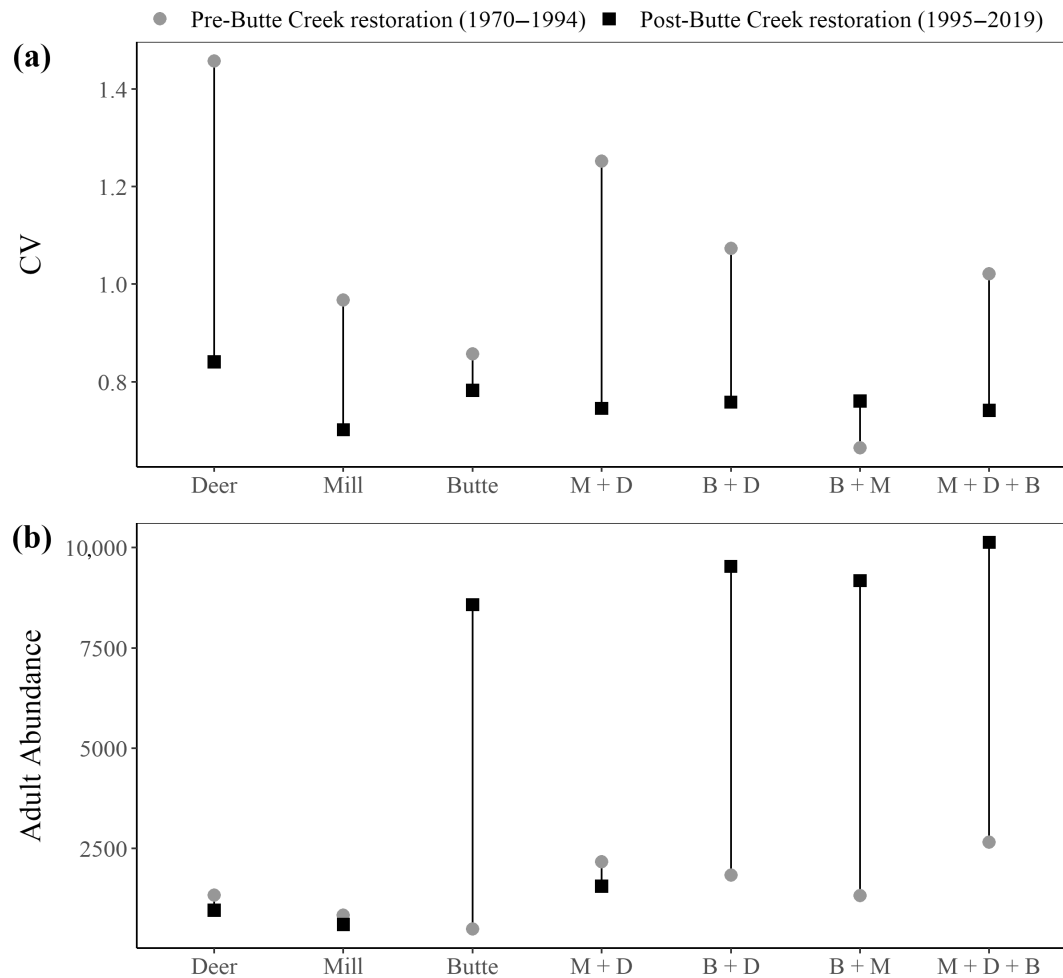 Pre-Butte Creek restoration (1970–1994) Post-Butte Creek restoration (1995–2019)
(a)
1.4
1.2
1.0
0.8
CV
Deer Mill Butte M + D B + D B + M M + D + B
(b)
10,000
7500
5000
2500
Adult Abundance
Deer Mill Butte M + D B + D B + M M + D + B